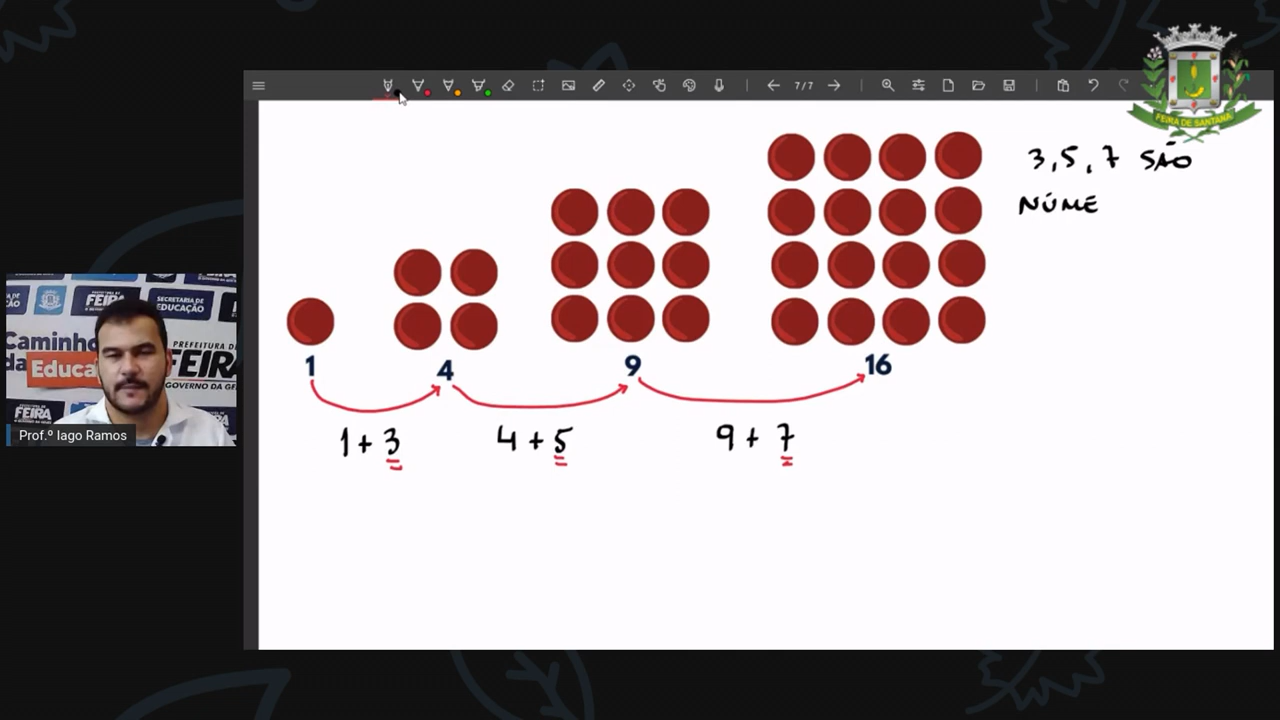 FEIRA DE SANTANA
7/7
3, 5, 7 SÃO
NÚME
1 4 9 16
1 + 3 4 + 5 9 + 7
SECRETARIA DE
EDUCAÇÃO
FEIRA
Caminho
da Educa
PREFEITURA DE
FEIRA
GOVERNO DA
FEIRA
Prof.º Iago Ramos